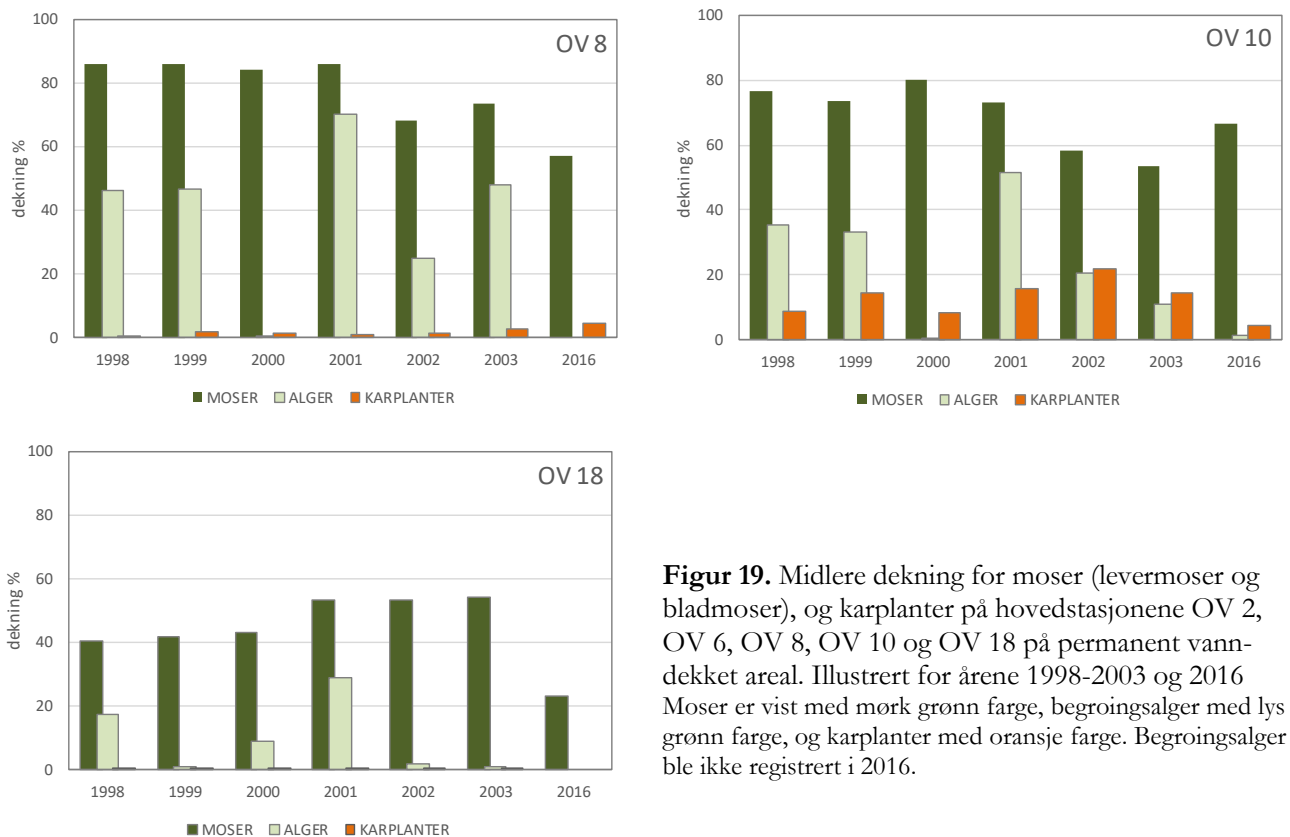 OV 8
100
80
60
40
20
0
dekning %
1998 1999 2000 2001 2002 2003 2016
MOSER ALGER KARPLANTER
OV 10
100
80
60
40
20
0
dekning %
1998 1999 2000 2001 2002 2003 2016
MOSER ALGER KARPLANTER
OV 18
100
80
60
40
20
0
dekning %
1998 1999 2000 2001 2002 2003 2016
MOSER ALGER KARPLANTER
Figur 19. Midlere dekning for moser (levermoser og
bladmoser), og karplanter på hovedstasjonene OV 2,
OV 6, OV 8, OV 10 og OV 18 på permanent vann-
dekket areal. Illustrert for årene 1998-2003 og 2016
Moser er vist med mørk grønn farge, begroingsalger med lys
grønn farge, og karplanter med oransje farge. Begroingsalger
ble ikke registrert i 2016.